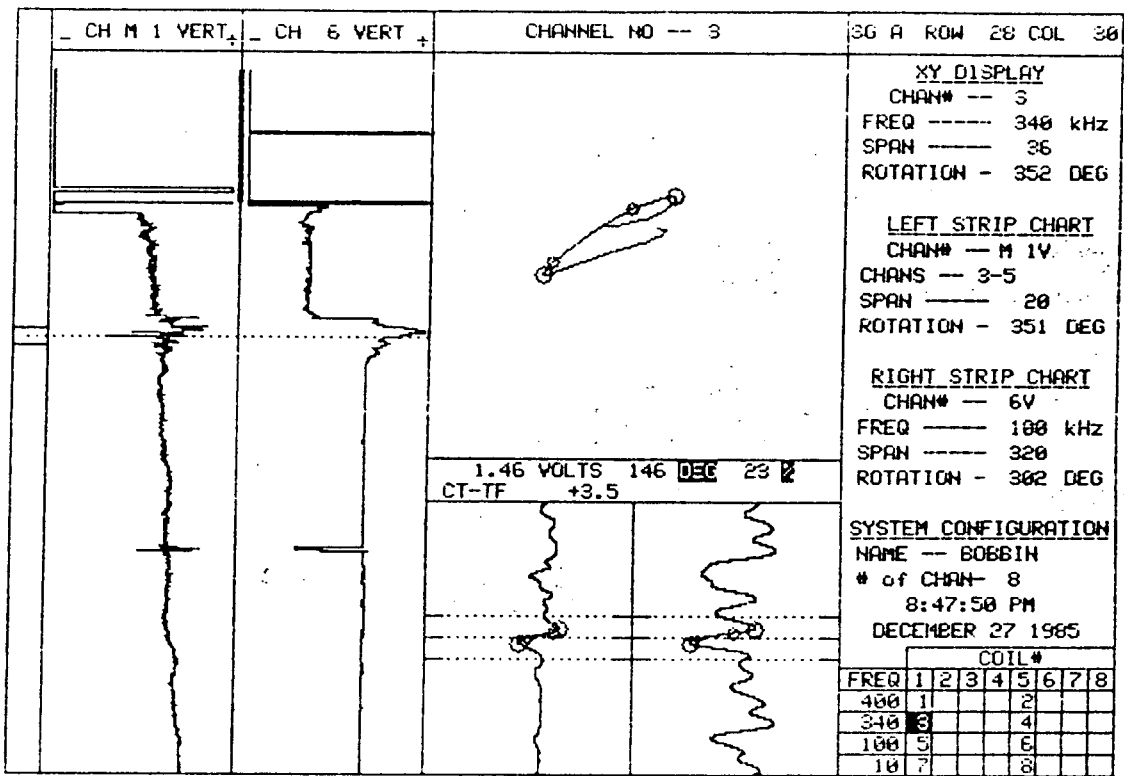 _ CH M 1 VERT + _ CH 6 VERT + CHANNEL NO -- 3 SG A ROW 28 COL 30
XY DISPLAY
CHAN# -- 3
FREQ ----- 340 kHz
SPAN ----- 36
ROTATION - 352 DEG
LEFT STRIP CHART
CHAN# -- M 1V
CHANS -- 3-5
SPAN ----- 20
ROTATION - 351 DEG
RIGHT STRIP CHART
CHAN# -- 6V
FREQ ----- 100 kHz
SPAN ----- 320
ROTATION - 302 DEG
1.46 VOLTS 146 DEG 23 %
CT-TF +3.5
SYSTEM CONFIGURATION
NAME -- BOBBIN
# of CHAN- 8
8:47:50 PM
DECEMBER 27 1985
COIL#
FREQ 1 2 3 4 5 6 7 8
400 1 2
340 3 4
100 5 6
10 7 8